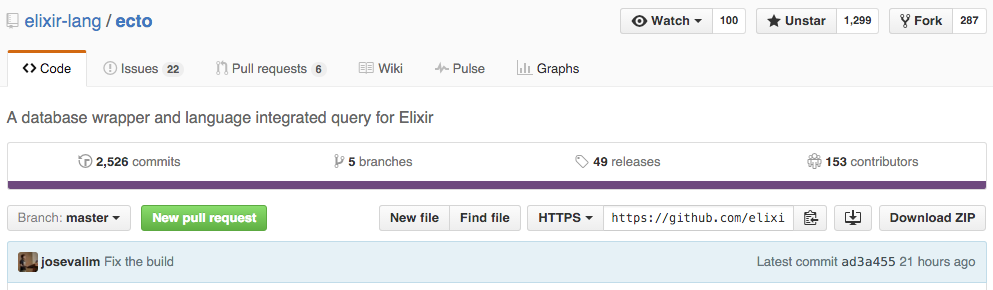 elixir-lang / ecto Watch 100 Unstar 1,299 Fork 287
Code Issues 22 Pull requests 6 Wiki Pulse Graphs
A database wrapper and language integrated query for Elixir
2,526 commits 5 branches 49 releases 153 contributors
Branch: master New pull request New file Find file HTTPS https://github.com/elixi Download ZIP
josevalim Fix the build Latest commit ad3a455 21 hours ago